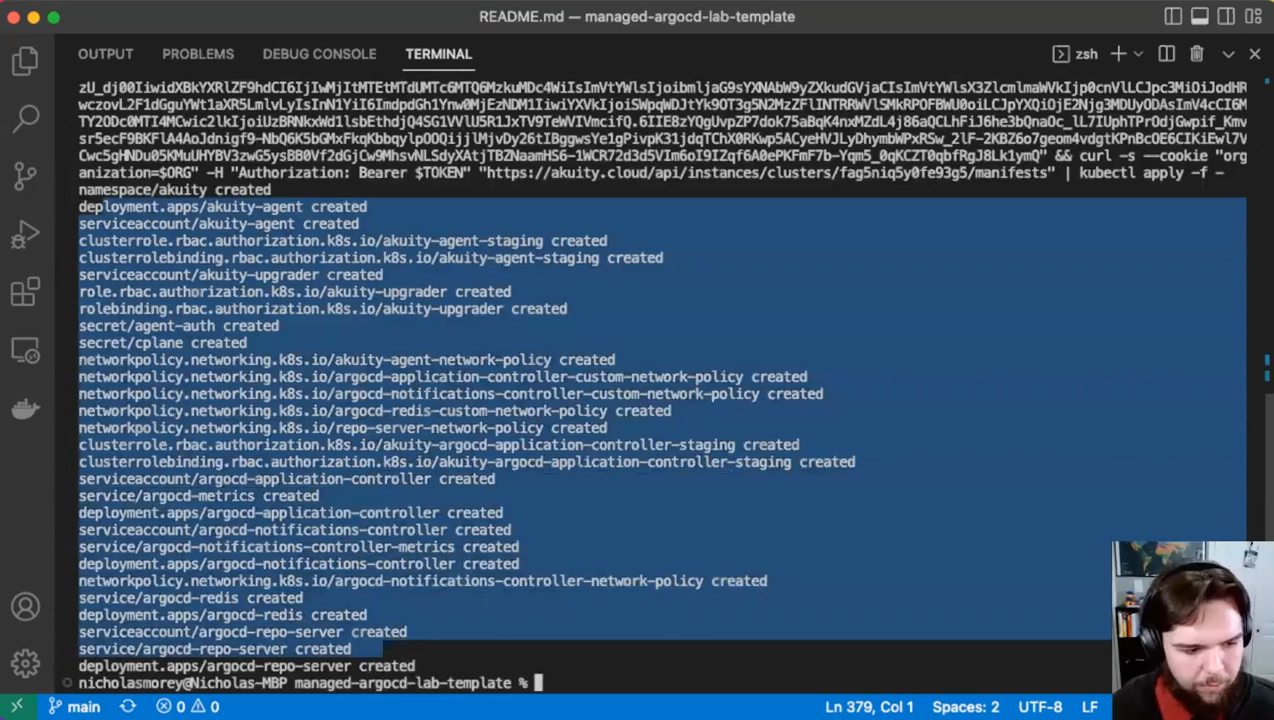 README.md — managed-argocd-lab-template
OUTPUT PROBLEMS DEBUG CONSOLE TERMINAL
zsh
anization=$ORG" -H "Authorization: Bearer $TOKEN" "https://akuity.cloud/api/instances/clusters/fag5niq5y0fe93g5/manifests" | kubectl apply -f -
namespace/akuity created
deployment.apps/akuity-agent created
serviceaccount/akuity-agent created
clusterrole.rbac.authorization.k8s.io/akuity-agent-staging created
clusterrolebinding.rbac.authorization.k8s.io/akuity-agent-staging created
serviceaccount/akuity-upgrader created
role.rbac.authorization.k8s.io/akuity-upgrader created
rolebinding.rbac.authorization.k8s.io/akuity-upgrader created
secret/agent-auth created
secret/cplane created
networkpolicy.networking.k8s.io/akuity-agent-network-policy created
networkpolicy.networking.k8s.io/argocd-application-controller-custom-network-policy created
networkpolicy.networking.k8s.io/argocd-notifications-controller-custom-network-policy created
networkpolicy.networking.k8s.io/argocd-redis-custom-network-policy created
networkpolicy.networking.k8s.io/repo-server-network-policy created
clusterrole.rbac.authorization.k8s.io/akuity-argocd-application-controller-staging created
clusterrolebinding.rbac.authorization.k8s.io/akuity-argocd-application-controller-staging created
serviceaccount/argocd-application-controller created
service/argocd-metrics created
deployment.apps/argocd-application-controller created
serviceaccount/argocd-notifications-controller created
service/argocd-notifications-controller-metrics created
deployment.apps/argocd-notifications-controller created
networkpolicy.networking.k8s.io/argocd-notifications-controller-network-policy created
service/argocd-redis created
deployment.apps/argocd-redis created
serviceaccount/argocd-repo-server created
service/argocd-repo-server created
deployment.apps/argocd-repo-server created
nicholasmorey@Nicholas-MBP managed-argocd-lab-template %
main 0 0 Ln 379, Col 1 Spaces: 2 UTF-8 LF